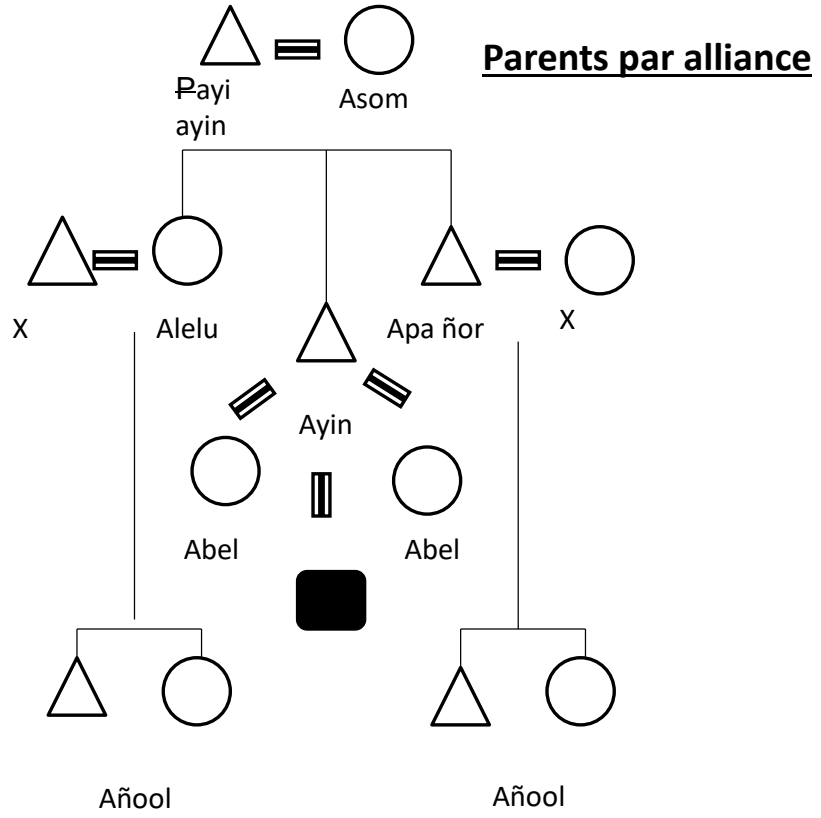 Parents par alliance
Payi
ayin
Asom
X
Alelu
Apa ñor
X
Ayin
Abel
Abel
Añool
Añool